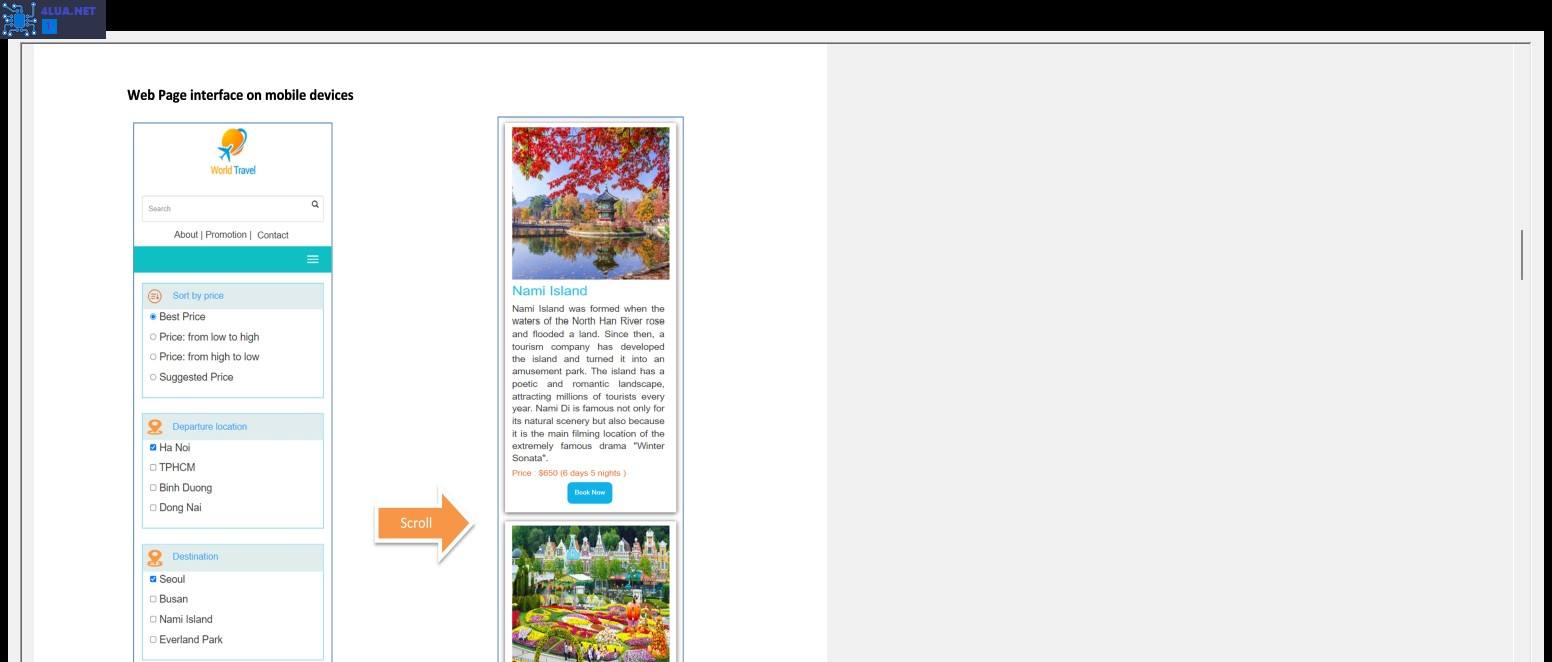 4LUA.NET
Web Page interface on mobile devices
World Travel
Search
About | Promotion | Contact
Sort by price
Best Price
Price: from low to high
Price: from high to low
Suggested Price
Departure location
Ha Noi
TPHCM
Binh Duong
Dong Nai
Destination
Seoul
Busan
Nami Island
Everland Park
Scroll
Nami Island
Nami Island was formed when the
waters of the North Han River rose
and flooded a land. Since then, a
tourism company has developed
the island and turned it into an
amusement park. The island has a
poetic and romantic landscape,
attracting millions of tourists every
year. Nami Di is famous not only for
its natural scenery but also because
it is the main filming location of the
extremely famous drama "Winter
Sonata".
Price : $650 (6 days 5 nights )
Book Now